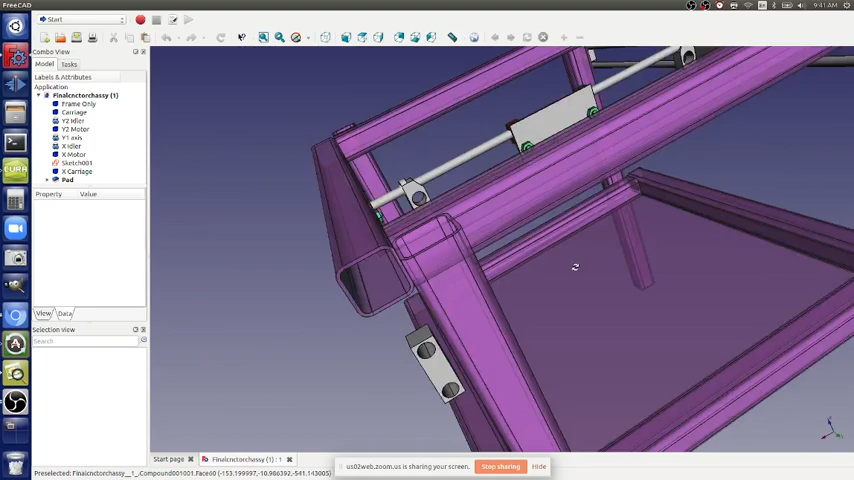 FreeCAD
En
9:41 AM
Start
Combo View
Model
Tasks
Labels & Attributes
Application
Finalcnctorchassy (1)
Frame Only
Carriage
Y2 Idler
Y2 Motor
Y1 axis
X Idler
X Motor
Sketch001
X Carriage
Pad
Property
Value
CURA
View
Data
Selection view
Search
Start page
Finalcnctorchassy (1) : 1
us02web.zoom.us is sharing your screen.
Stop sharing
Hide
Preselected: Finalcnctorchassy__1_.Compound001001.Face60 (-153.199997, -10.986392, -541.143005)